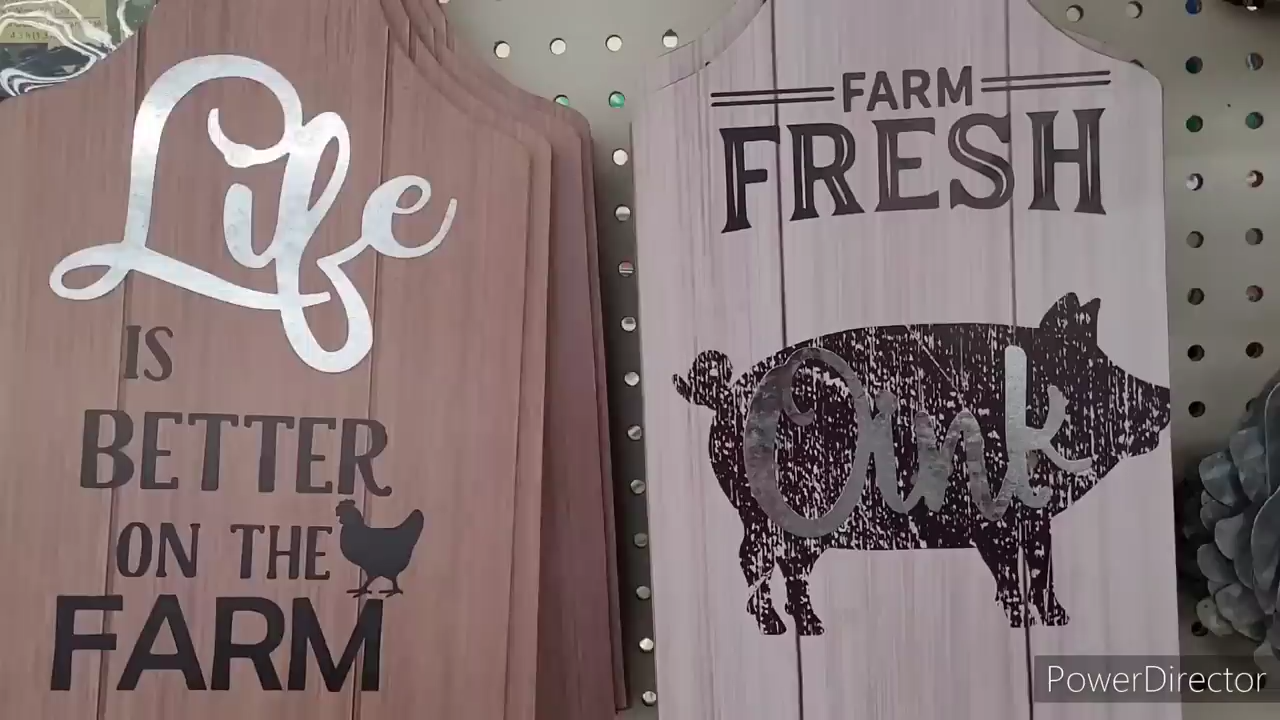 Life
IS
BETTER
ON THE
FARM
FARM
FRESH
Oink
PowerDirector